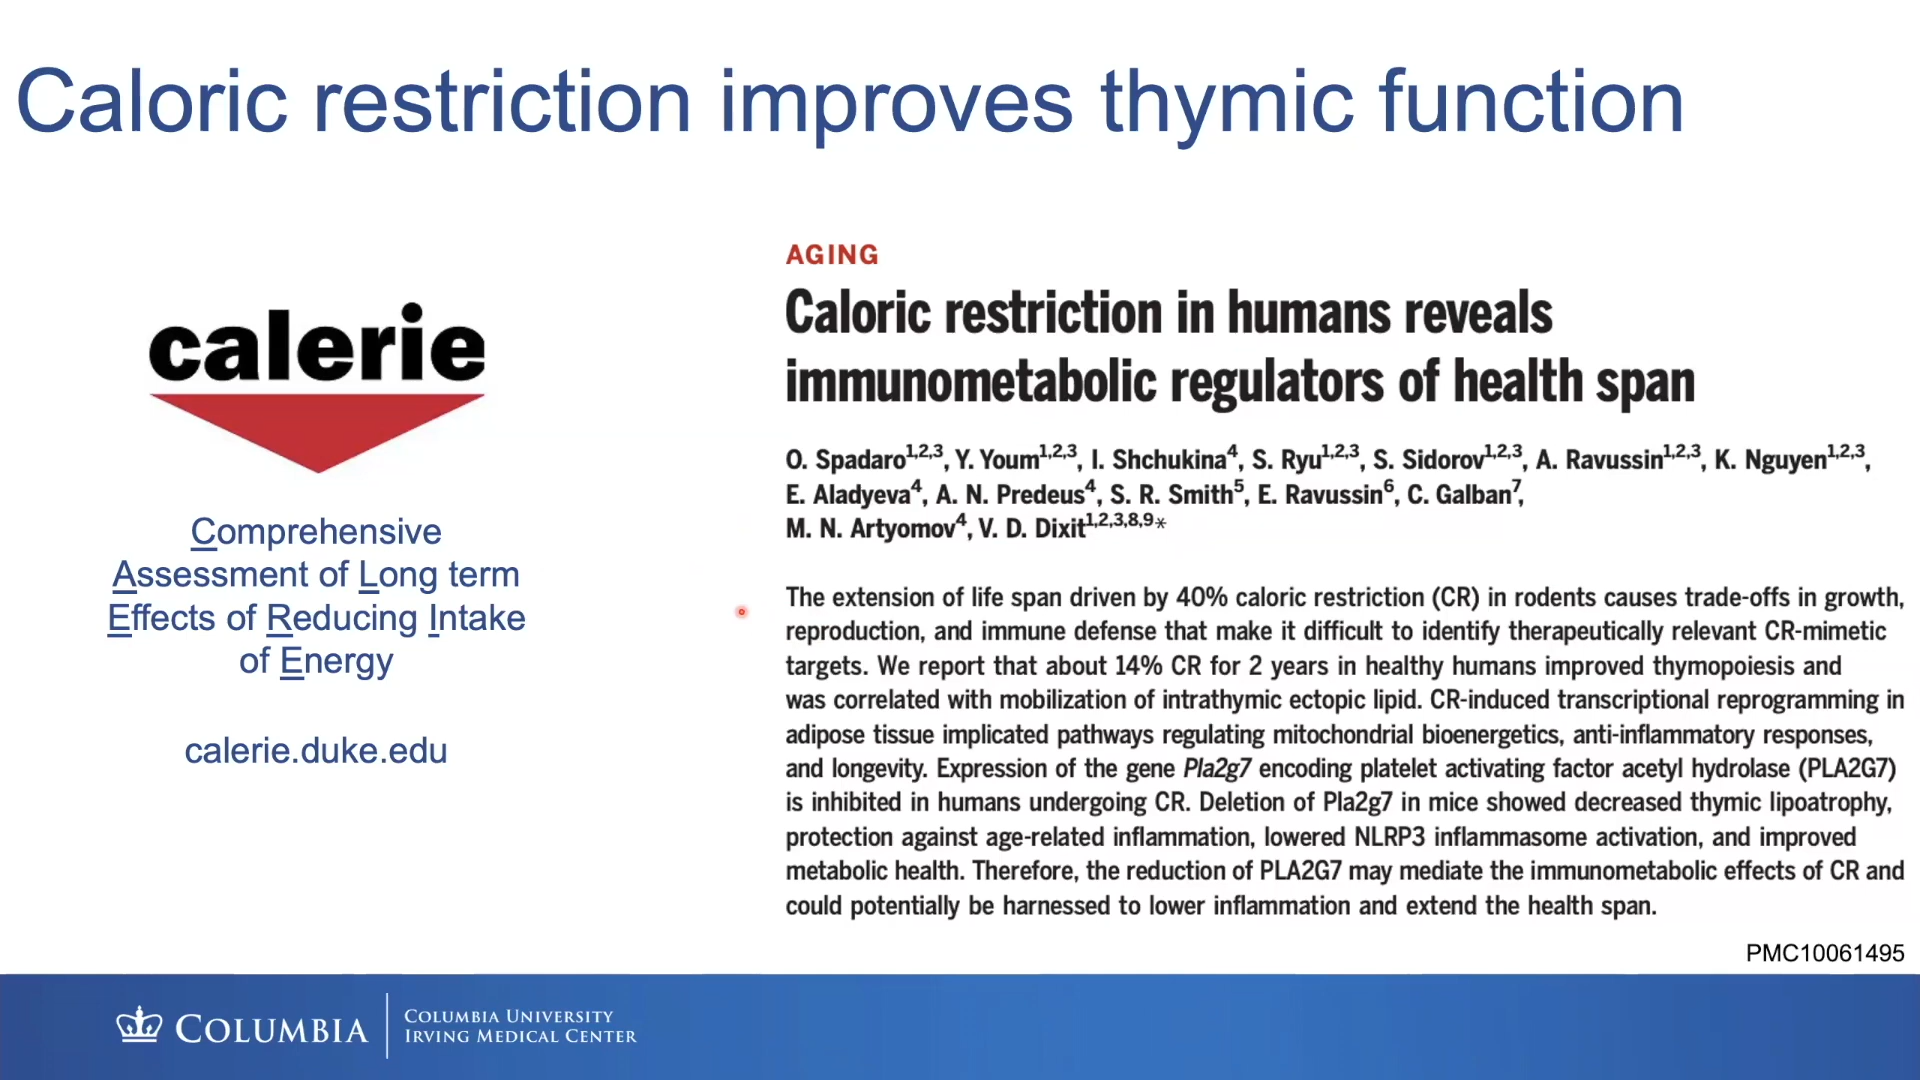 Caloric restriction improves thymic function
calerie
Comprehensive
Assessment of Long term
Effects of Reducing Intake
of Energy
calerie.duke.edu
AGING
Caloric restriction in humans reveals
immunometabolic regulators of health span
O. Spadaro1,2,3, Y. Youm1,2,3, I. Shchukina4, S. Ryu1,2,3, S. Sidorov1,2,3, A. Ravussin1,2,3, K. Nguyen1,2,3,
E. Aladyeva4, A. N. Predeus4, S. R. Smith5, E. Ravussin6, C. Galban7,
M. N. Artyomov4, V. D. Dixit1,2,3,8,9*
The extension of life span driven by 40% caloric restriction (CR) in rodents causes trade-offs in growth,
reproduction, and immune defense that make it difficult to identify therapeutically relevant CR-mimetic
targets. We report that about 14% CR for 2 years in healthy humans improved thymopoiesis and
was correlated with mobilization of intrathymic ectopic lipid. CR-induced transcriptional reprogramming in
adipose tissue implicated pathways regulating mitochondrial bioenergetics, anti-inflammatory responses,
and longevity. Expression of the gene Pla2g7 encoding platelet activating factor acetyl hydrolase (PLA2G7)
is inhibited in humans undergoing CR. Deletion of Pla2g7 in mice showed decreased thymic lipoatrophy,
protection against age-related inflammation, lowered NLRP3 inflammasome activation, and improved
metabolic health. Therefore, the reduction of PLA2G7 may mediate the immunometabolic effects of CR and
could potentially be harnessed to lower inflammation and extend the health span.
PMC10061495
COLUMBIA
COLUMBIA UNIVERSITY
IRVING MEDICAL CENTER